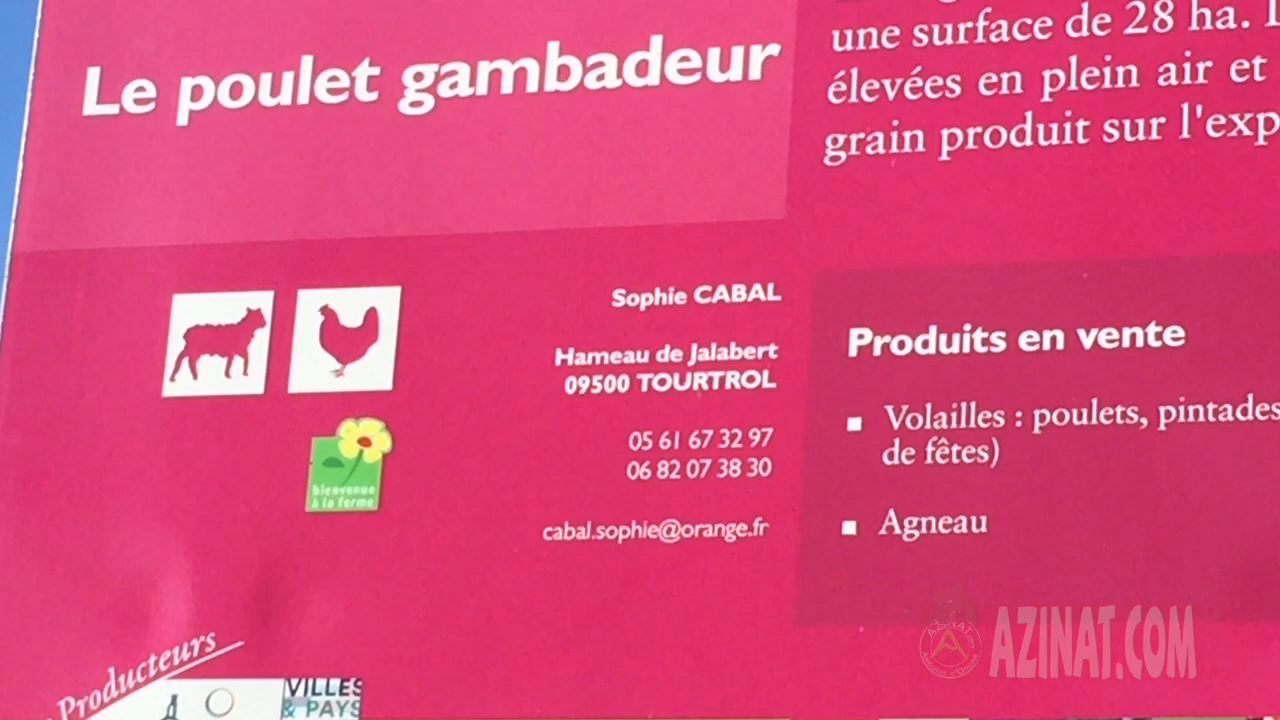 Le poulet gambadeur
une surface de 28 ha.
élevées en plein air et
grain produit sur l'exp
Sophie CABAL
Hameau de Jalabert
09500 TOURTROL
05 61 67 32 97
06 82 07 38 30
cabal.sophie@orange.fr
bienvenue
à la ferme
Produits en vente
▪ Volailles : poulets, pintades
de fêtes)
▪ Agneau
Producteurs
VILLES
& PAYS
AZINAT.COM